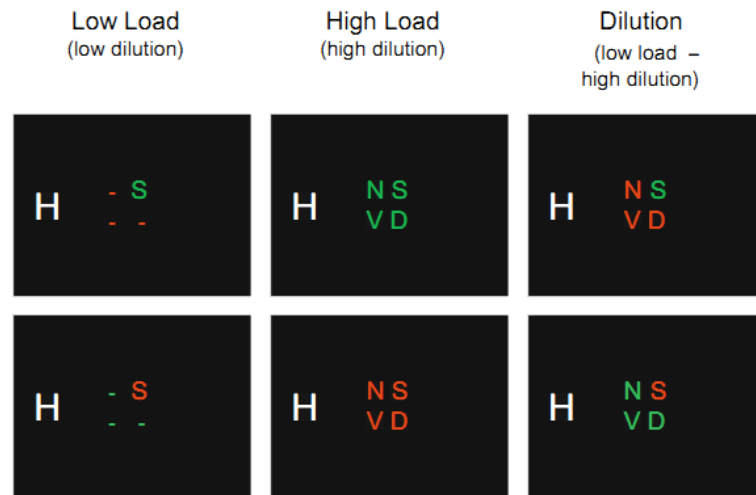 Low Load
(low dilution)
High Load
(high dilution)
Dilution
(low load –
high dilution)
H - S
- -
H N S
V D
H N S
V D
H - S
- -
H N S
V D
H N S
V D